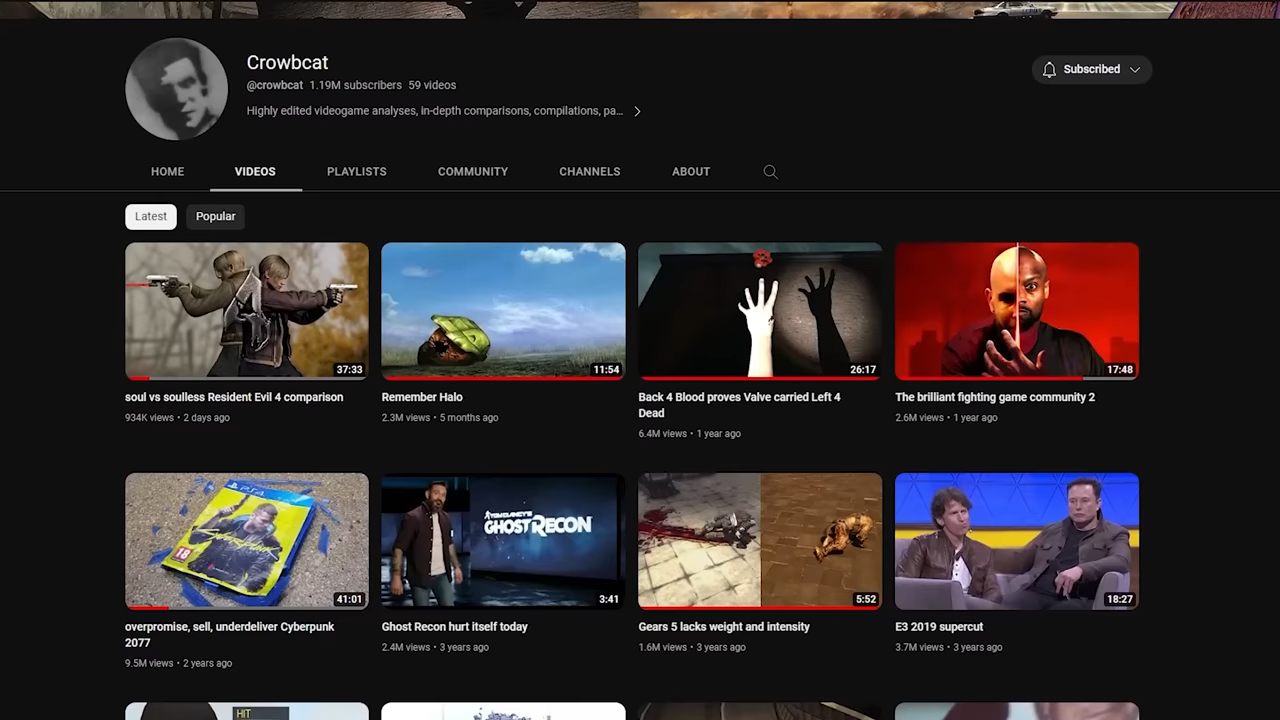 Crowbcat
@crowbcat 1.19M subscribers 59 videos
Subscribed
Highly edited videogame analyses, in-depth comparisons, compilations, pa...
HOME VIDEOS PLAYLISTS COMMUNITY CHANNELS ABOUT
Latest Popular
37:33
11:54
26:17
17:48
soul vs soulless Resident Evil 4 comparison
934K views • 2 days ago
Remember Halo
2.3M views • 5 months ago
Back 4 Blood proves Valve carried Left 4
Dead
6.4M views • 1 year ago
The brilliant fighting game community 2
2.6M views • 1 year ago
PS4
Cyberpunk
18
41:01
TOM CLANCY'S
GHOST RECON
3:41
5:52
18:27
overpromise, sell, underdeliver Cyberpunk
2077
9.5M views • 2 years ago
Ghost Recon hurt itself today
2.4M views • 3 years ago
Gears 5 lacks weight and intensity
1.6M views • 3 years ago
E3 2019 supercut
3.7M views • 3 years ago
HIT